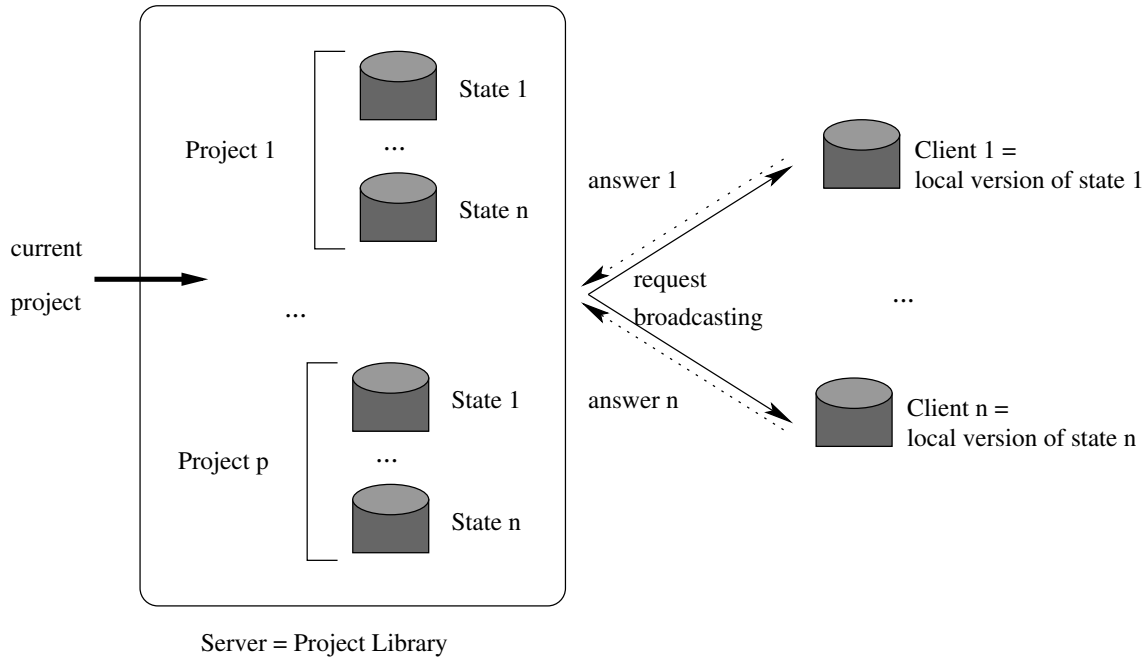 State 1
Project 1
...
State n
current
project
...
State 1
Project p
...
State n
Server = Project Library
answer 1
request
broadcasting
answer n
Client 1 =
local version of state 1
...
Client n =
local version of state n